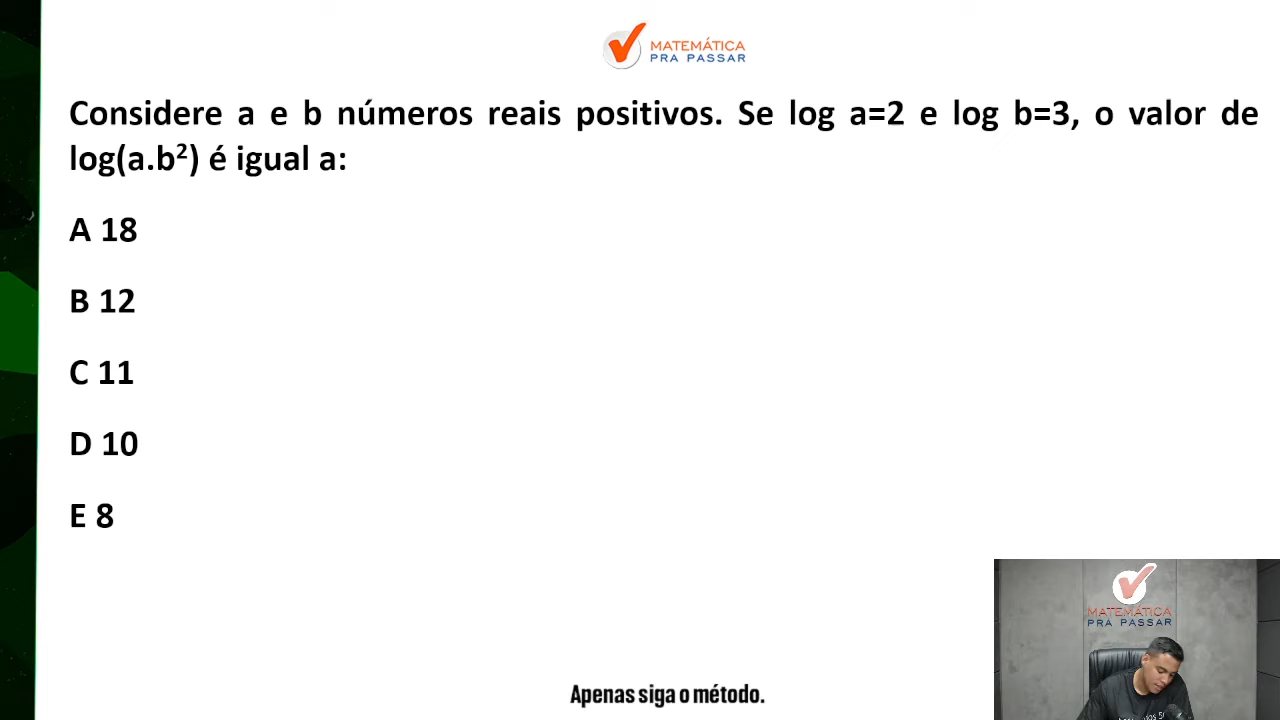 MATEMÁTICA
PRA PASSAR
Considere a e b números reais positivos. Se log a=2 e log b=3, o valor de
log(a.b²) é igual a:
A 18
B 12
C 11
D 10
E 8
MATEMÁTICA
PRA PASSAR
Apenas siga o método.